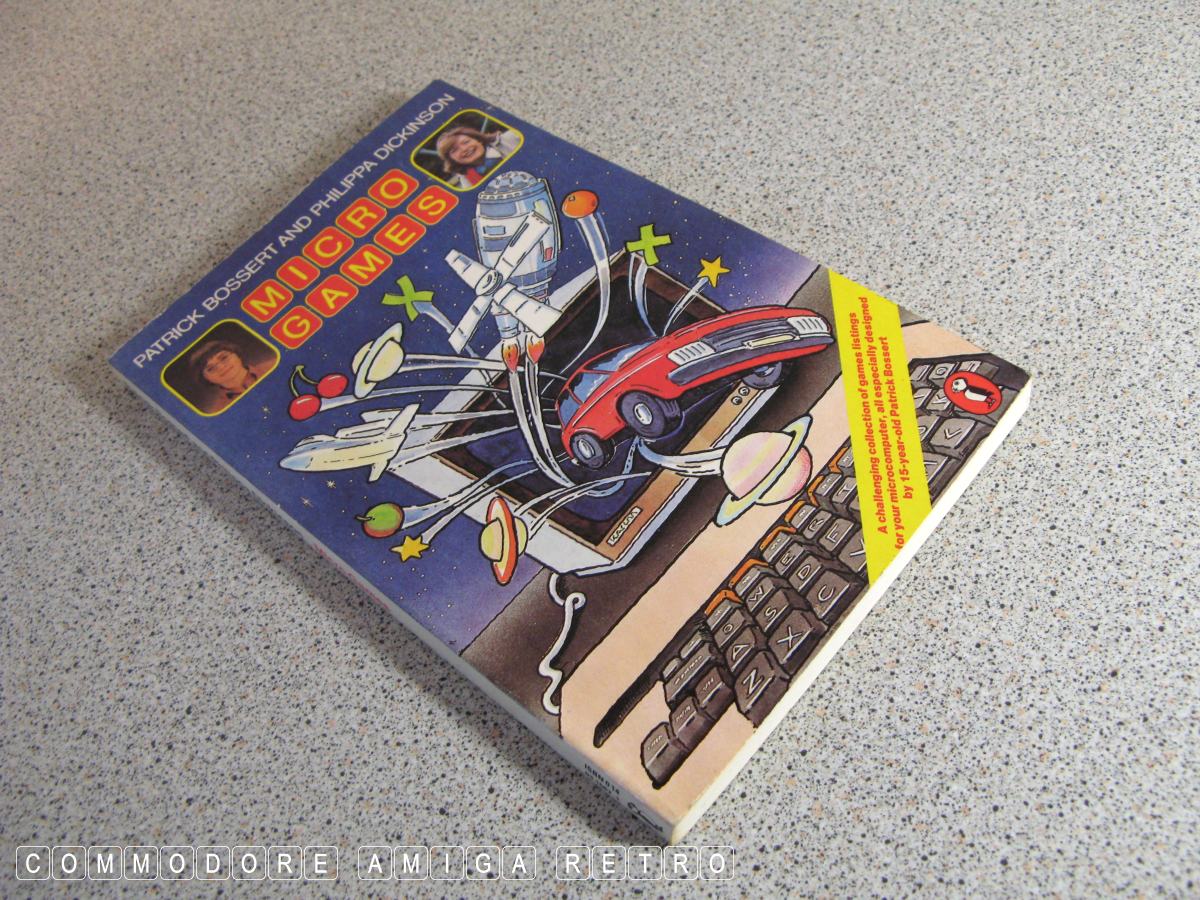 PATRICK BOSSERT AND PHILIPPA DICKINSON
MICRO
GAMES
A challenging collection of games listings
for your microcomputer, all especially designed
by 15-year-old Patrick Bossert
Q W E R
A S D F
Z X C V
COMMODORE AMIGA RETRO